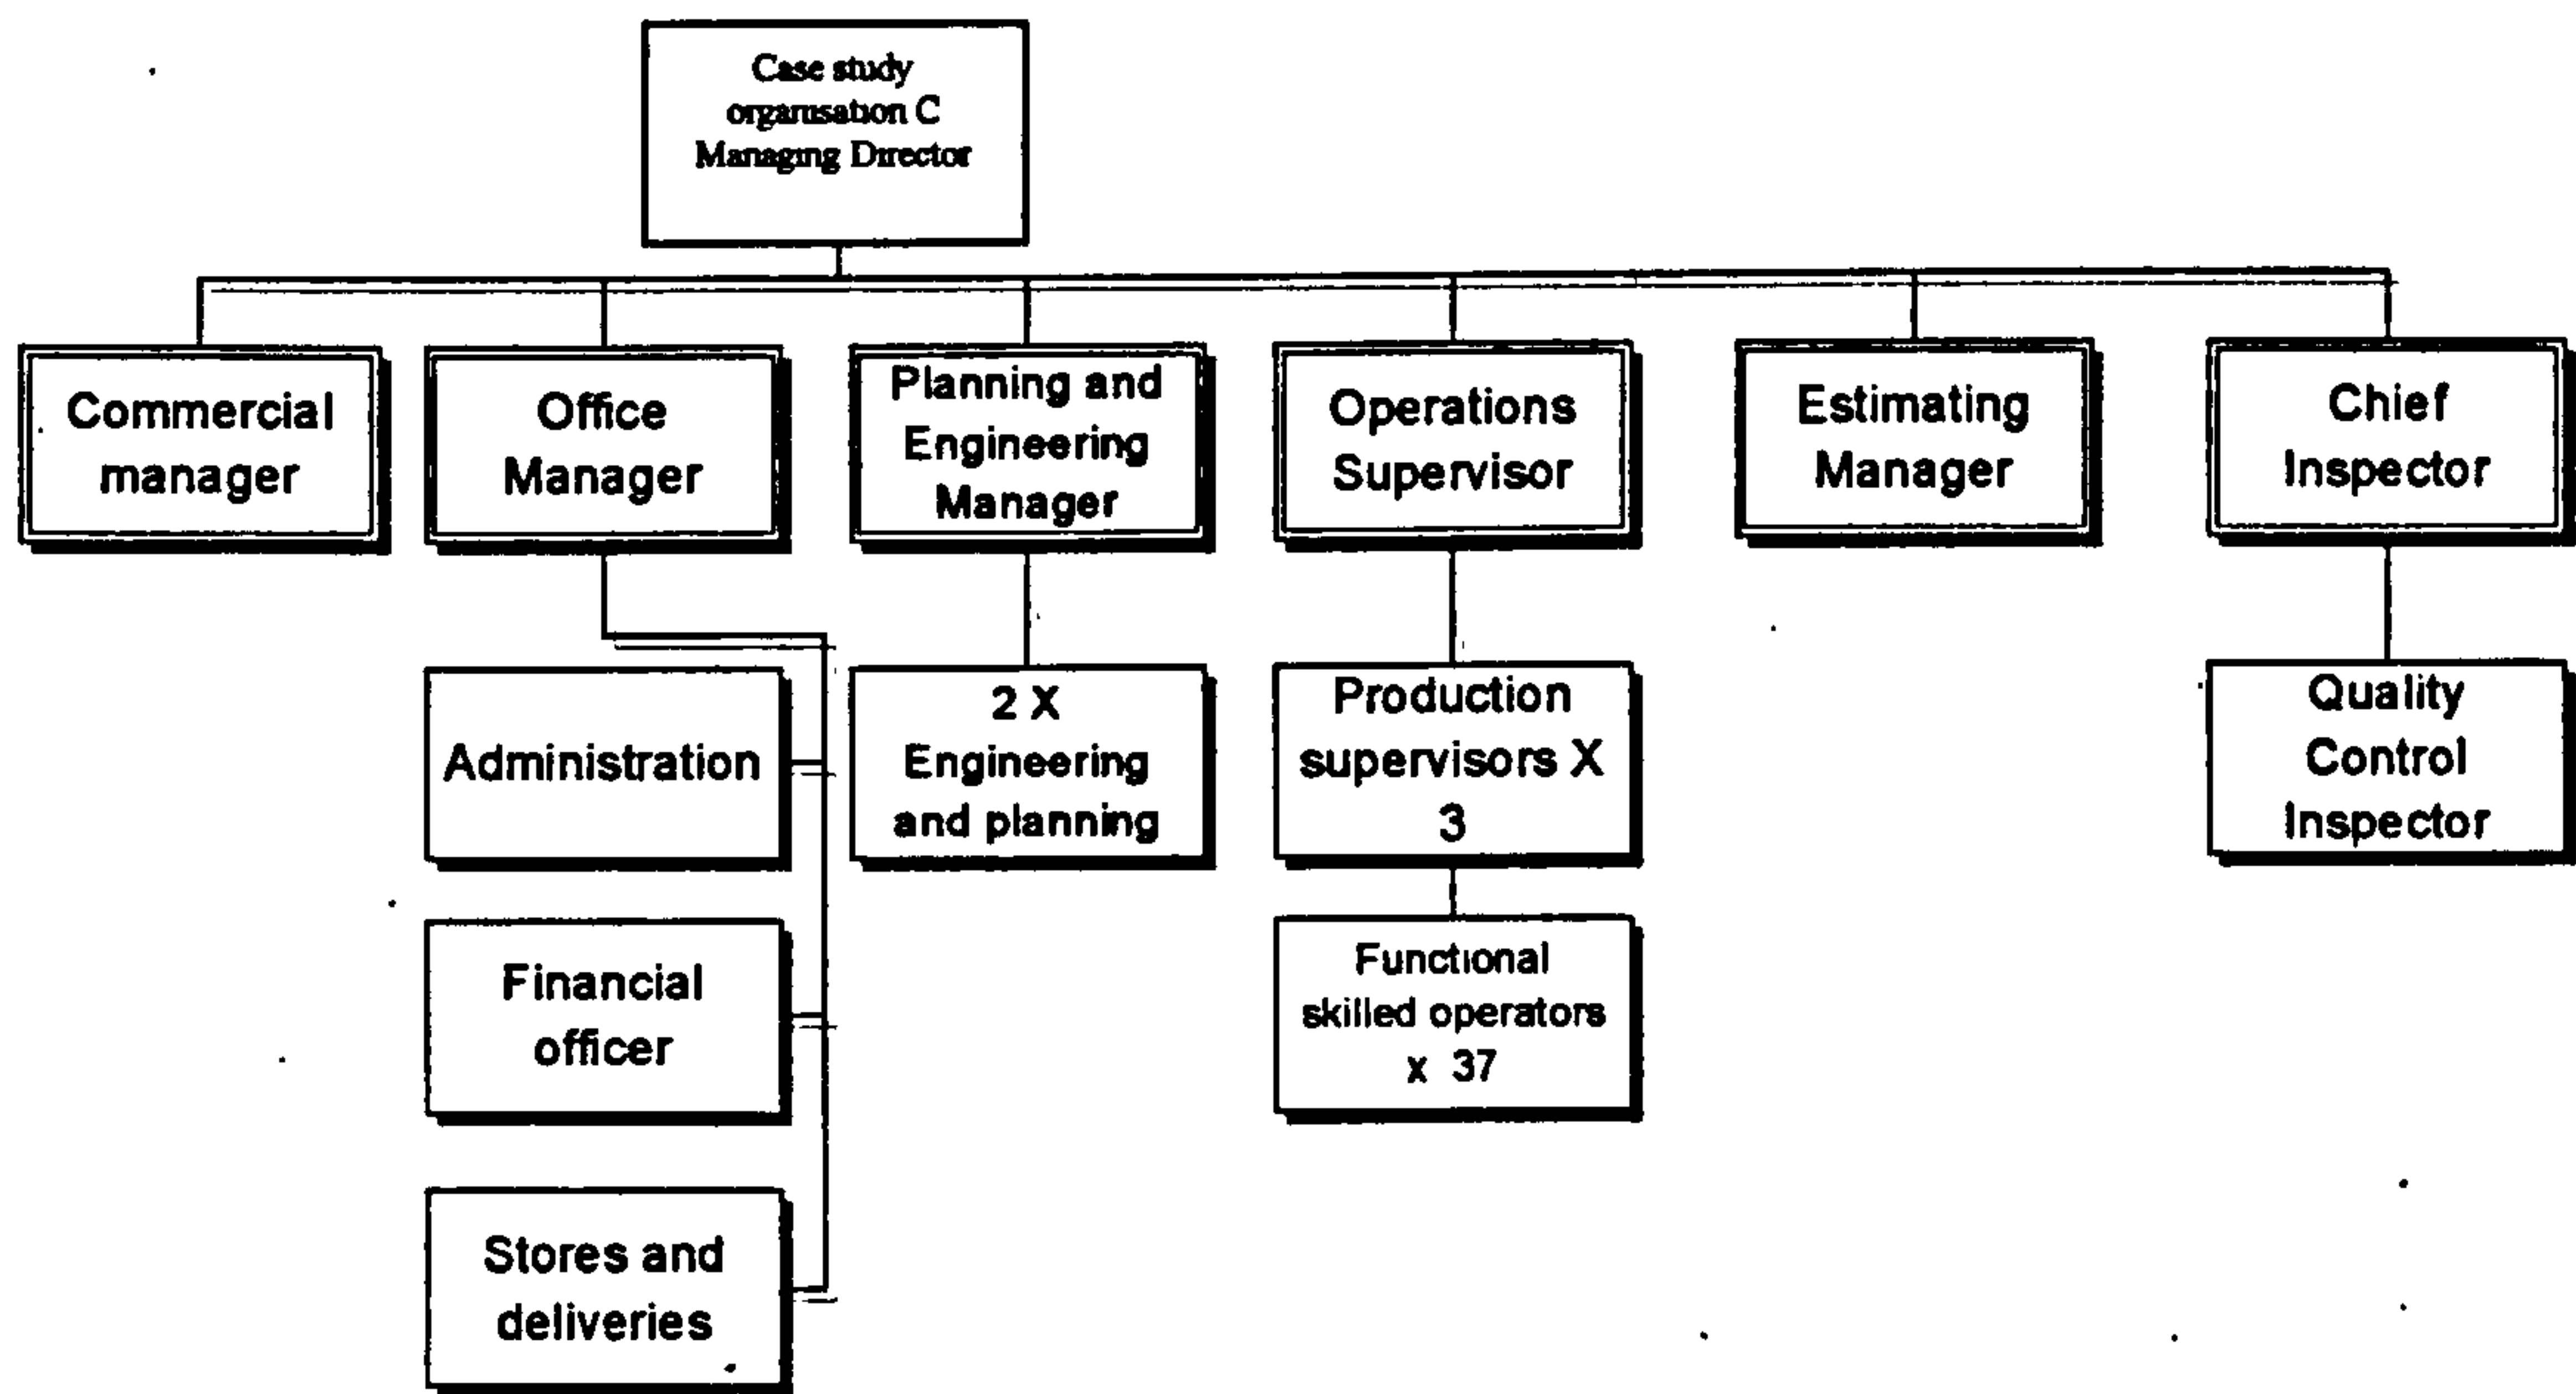 Case study
organisation C
Managing Director
Commercial
manager
Office
Manager
Planning and
Engineering
Manager
Operations
Supervisor
Estimating
Manager
Chief
Inspector
Administration
2 X
Engineering
and planning
Production
supervisors X
3
Quality
Control
Inspector
Financial
officer
Functional
skilled operators
x 37
Stores and
deliveries